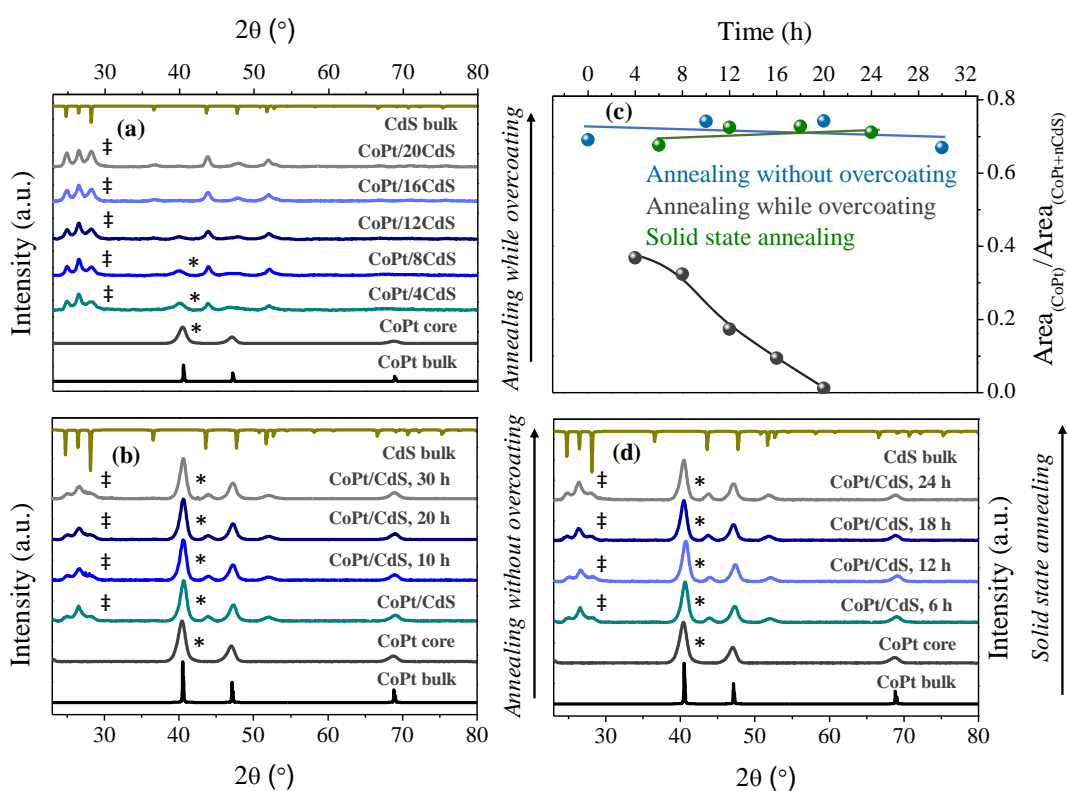 2θ (°)
30 40 50 60 70 80
Intensity (a.u.)
(a)
CdS bulk
‡ CoPt/20CdS
‡ CoPt/16CdS
‡ CoPt/12CdS
‡ * CoPt/8CdS
‡ * CoPt/4CdS
* CoPt core
CoPt bulk
Annealing while overcoating
Time (h)
0 4 8 12 16 20 24 28 32
(c)
0.8
0.6
0.4
0.2
0.0
Area(CoPt)/Area(CoPt+nCdS)
Annealing without overcoating
Annealing while overcoating
Solid state annealing
Intensity (a.u.)
(b)
CdS bulk
‡ * CoPt/CdS, 30 h
‡ * CoPt/CdS, 20 h
‡ * CoPt/CdS, 10 h
‡ * CoPt/CdS
* CoPt core
CoPt bulk
30 40 50 60 70 80
2θ (°)
Annealing without overcoating
(d)
CdS bulk
‡ * CoPt/CdS, 24 h
‡ * CoPt/CdS, 18 h
‡ * CoPt/CdS, 12 h
‡ * CoPt/CdS, 6 h
* CoPt core
CoPt bulk
30 40 50 60 70 80
2θ (°)
Intensity (a.u.)
Solid state annealing